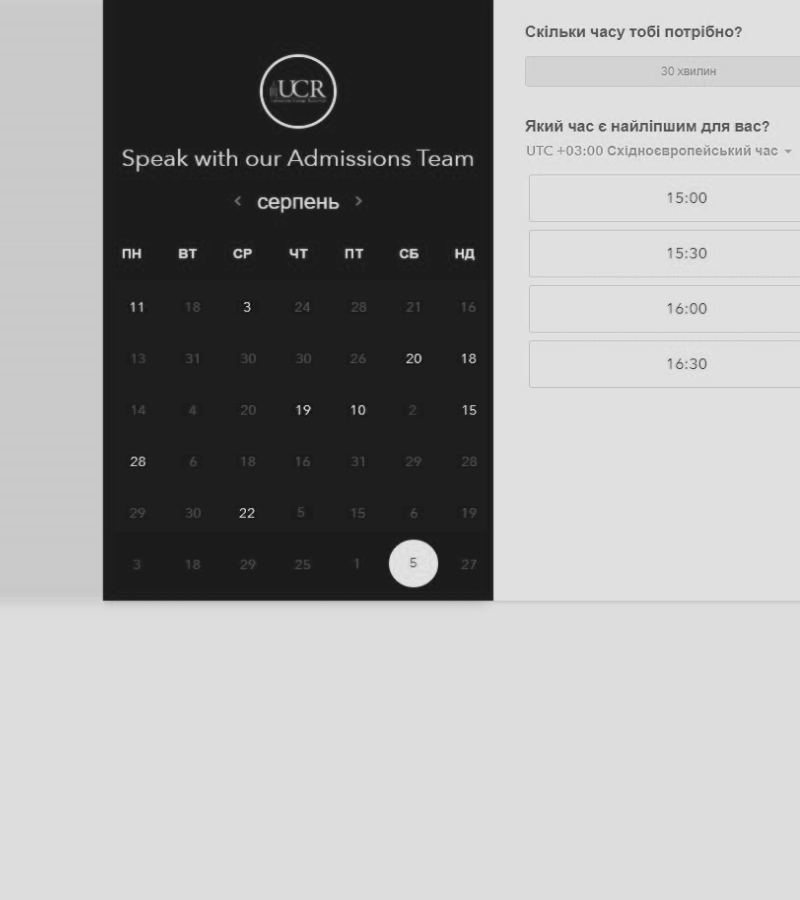 UCR
Speak with our Admissions Team
серпень
ПН ВТ СР ЧТ ПТ СБ НД
11 18 3 24 28 21 16
13 31 30 30 26 20 18
14 4 20 19 10 2 15
28 6 18 16 31 29 28
29 30 22 5 15 6 19
3 18 29 25 1 5 27
Скільки часу тобі потрібно?
30 хвилин
Який час є найліпшим для вас?
UTC +03:00 Східноєвропейський час
15:00
15:30
16:00
16:30